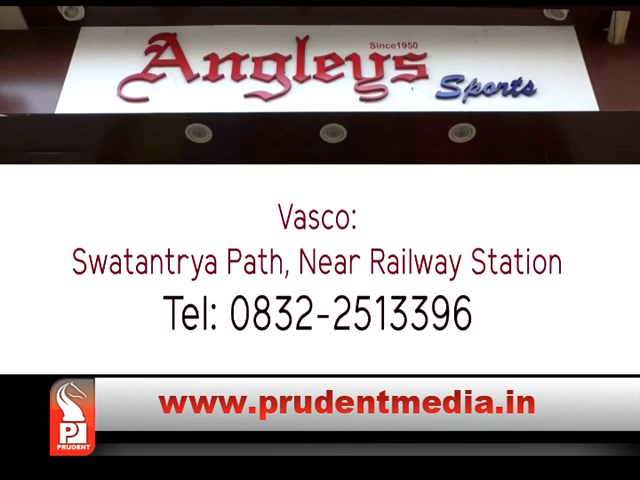 Since1950
Angleys
Sports
Vasco:
Swatantrya Path, Near Railway Station
Tel: 0832-2513396
www.prudentmedia.in
P
PRUDENT